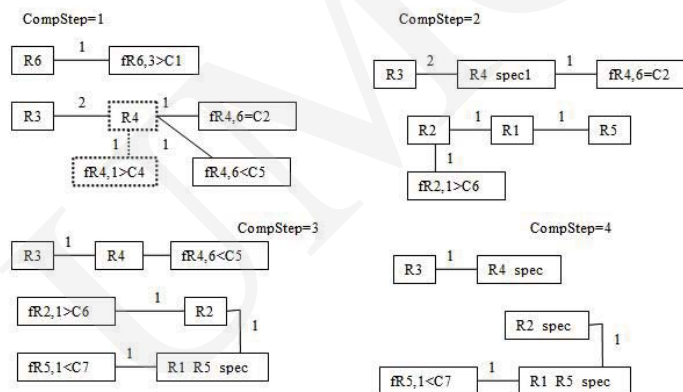 CompStep=1
R6 1 fR6,3>C1
R3 2 R4 1 fR4,6=C2
1 1
fR4,1>C4 fR4,6<C5
CompStep=2
R3 2 R4 spec1 1 fR4,6=C2
R2 1 R1 1 R5
1
fR2,1>C6
CompStep=3
R3 1 R4 fR4,6<C5
fR2,1>C6 1 R2
1
fR5,1<C7 1 R1 R5 spec
CompStep=4
R3 1 R4 spec
R2 spec
1
fR5,1<C7 1 R1 R5 spec